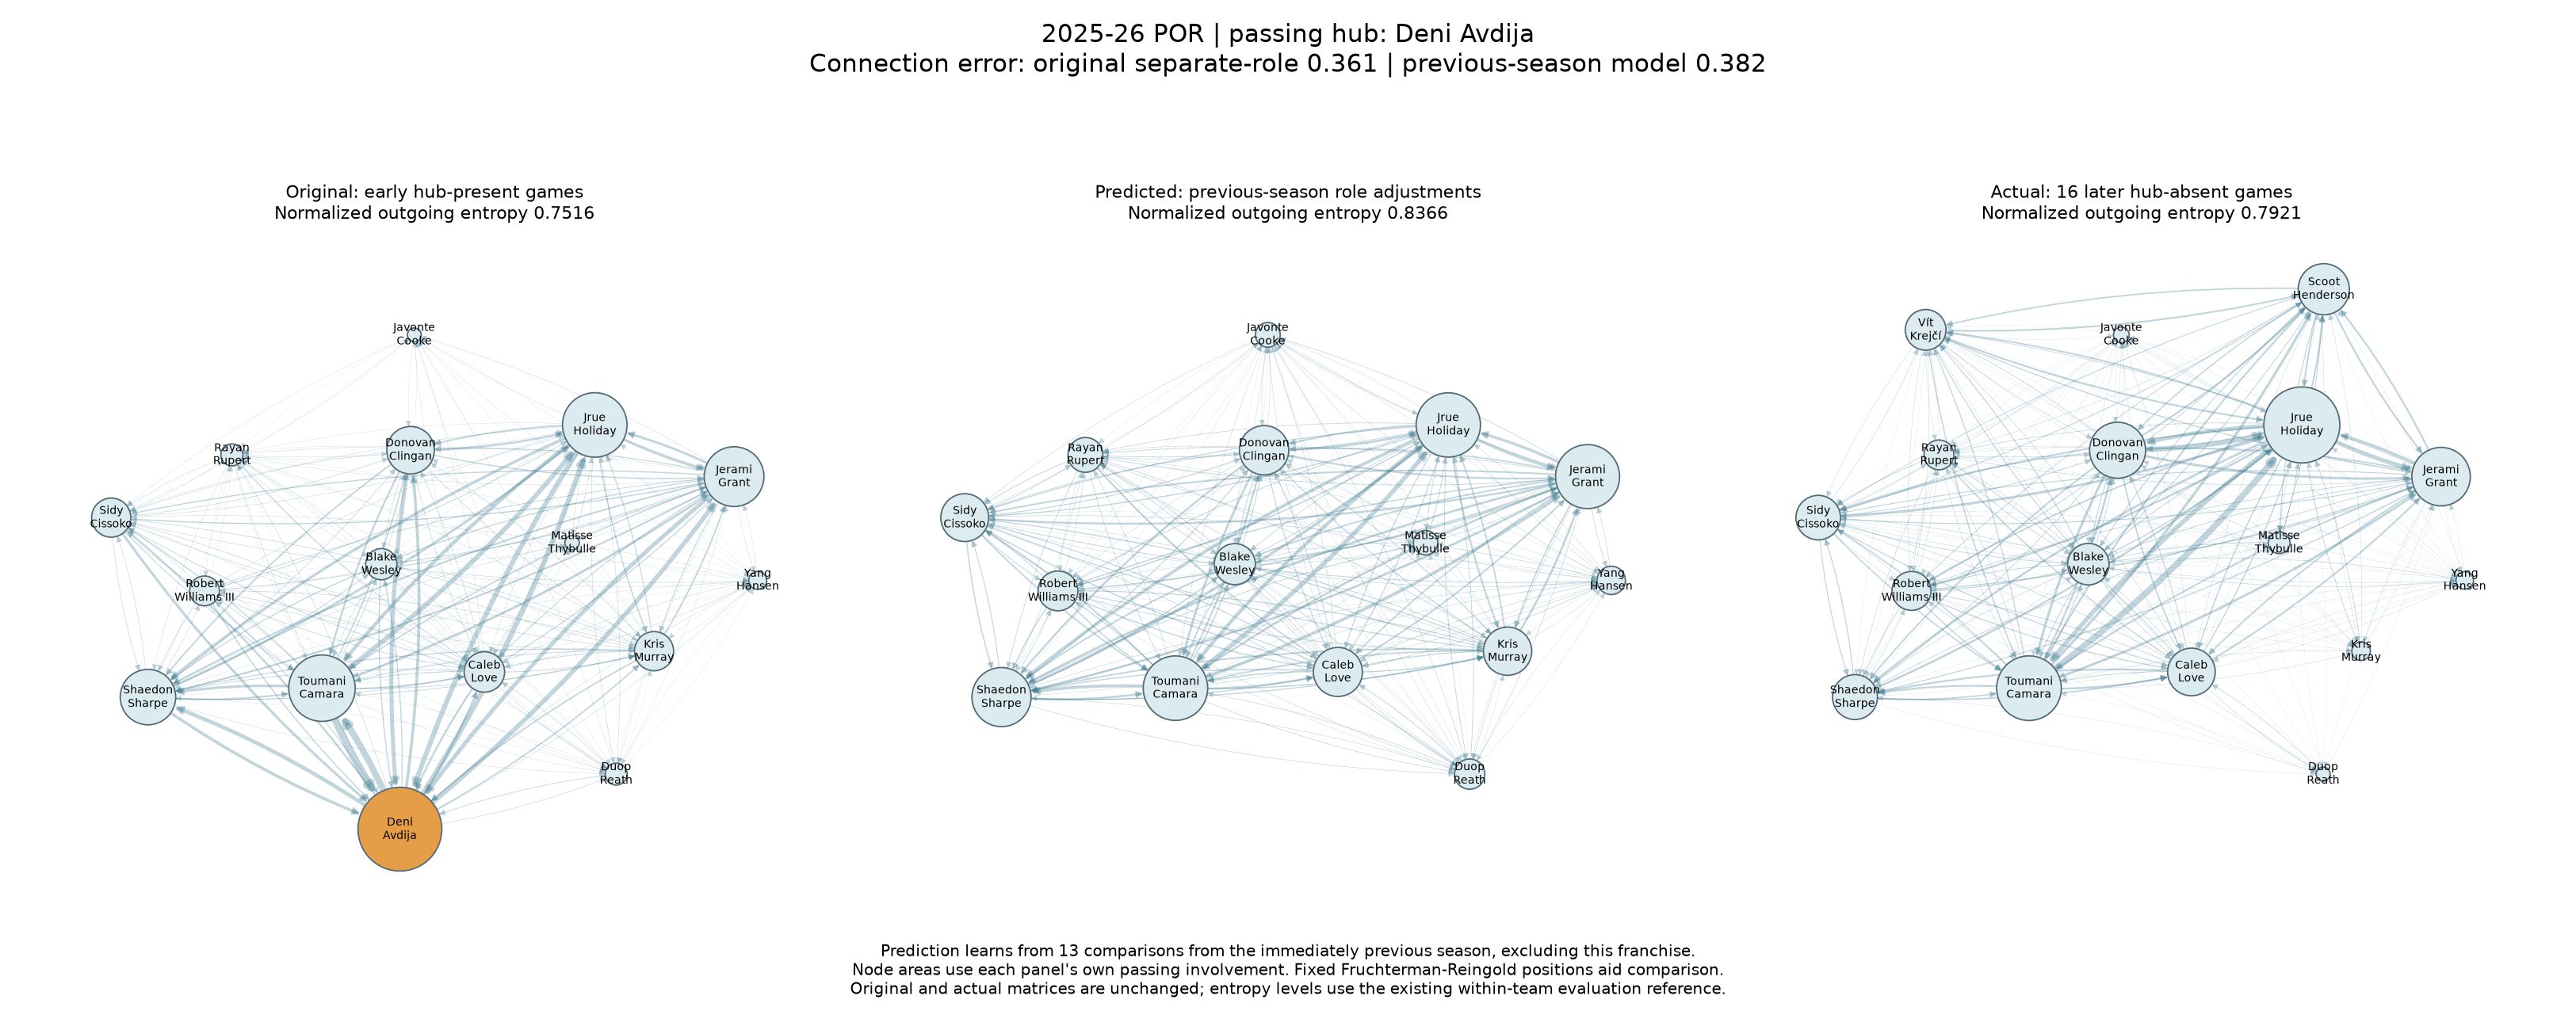 2025-26 POR | passing hub: Deni Avdija
Connection error: original separate-role 0.361 | previous-season model 0.382
Original: early hub-present games
Normalized outgoing entropy 0.7516
Javonte
Cooke
Jrue
Holiday
Donovan
Clingan
Rayan
Rupert
Jerami
Grant
Sidy
Cissoko
Matisse
Thybulle
Blake
Wesley
Yang
Hansen
Robert
Williams III
Kris
Murray
Caleb
Love
Toumani
Camara
Shaedon
Sharpe
Duop
Reath
Deni
Avdija
Predicted: previous-season role adjustments
Normalized outgoing entropy 0.8366
Javonte
Cooke
Jrue
Holiday
Donovan
Clingan
Rayan
Rupert
Jerami
Grant
Sidy
Cissoko
Matisse
Thybulle
Blake
Wesley
Yang
Hansen
Robert
Williams III
Kris
Murray
Caleb
Love
Toumani
Camara
Shaedon
Sharpe
Duop
Reath
Actual: 16 later hub-absent games
Normalized outgoing entropy 0.7921
Scoot
Henderson
Vít
Krejčí
Javonte
Cooke
Jrue
Holiday
Donovan
Clingan
Rayan
Rupert
Jerami
Grant
Sidy
Cissoko
Matisse
Thybulle
Blake
Wesley
Yang
Hansen
Robert
Williams III
Kris
Murray
Caleb
Love
Toumani
Camara
Shaedon
Sharpe
Duop
Reath
Prediction learns from 13 comparisons from the immediately previous season, excluding this franchise.
Node areas use each panel's own passing involvement. Fixed Fruchterman-Reingold positions aid comparison.
Original and actual matrices are unchanged; entropy levels use the existing within-team evaluation reference.